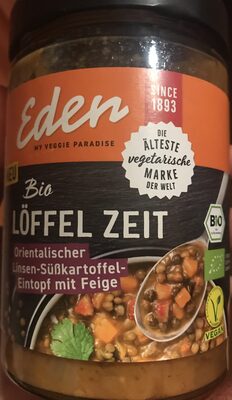 Eden
MY VEGGIE PARADISE
SINCE
1893
DIE
ÄLTESTE
vegetarische
MARKE
DER WELT
Bio
LÖFFEL ZEIT
Orientalischer
Linsen-Süßkartoffel-
Eintopf mit Feige
BIO
VEGAN